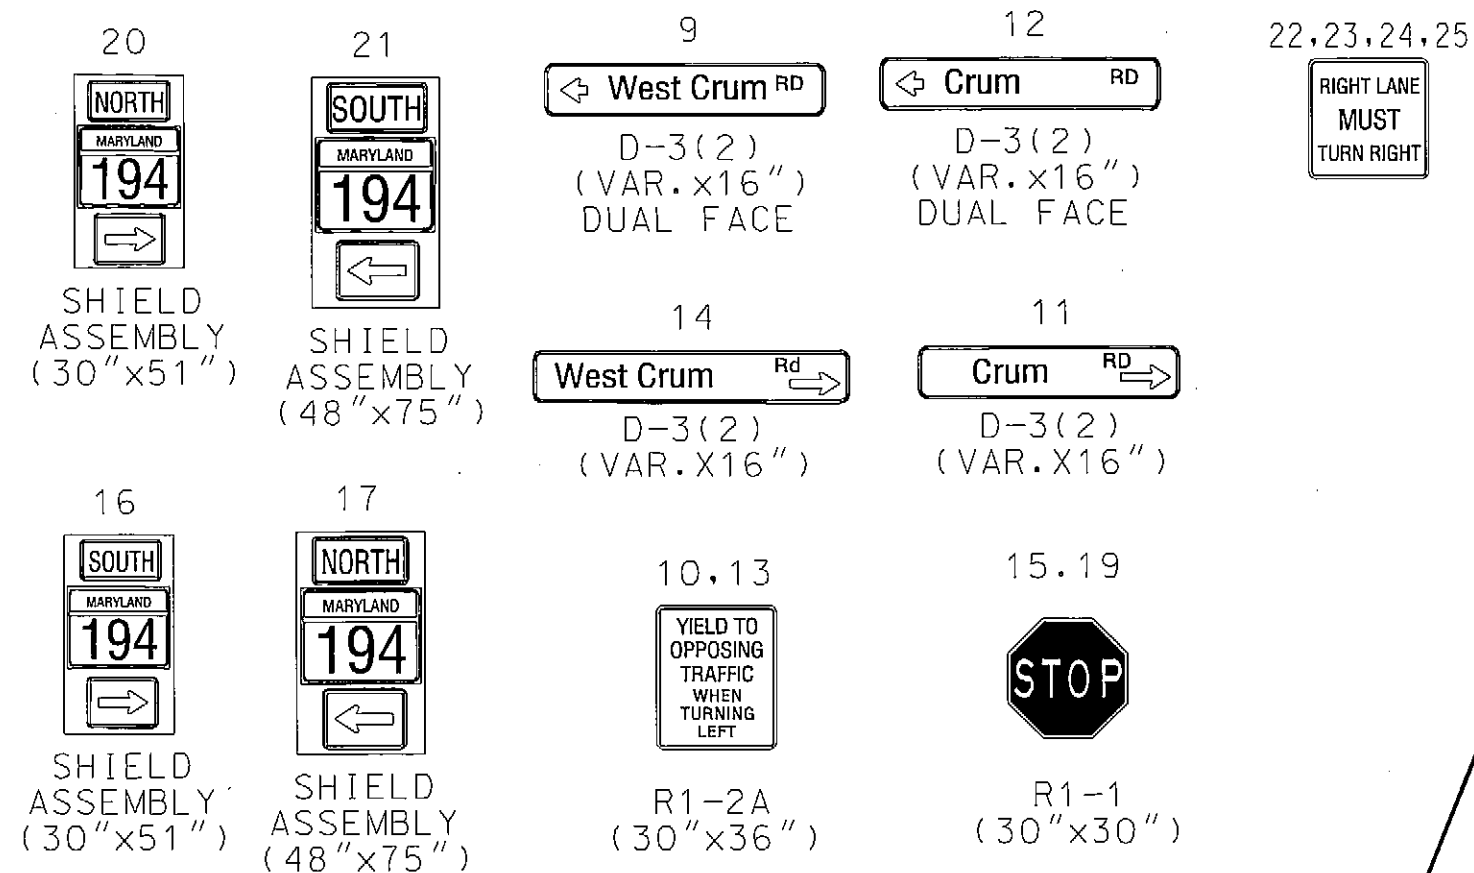 20
NORTH
MARYLAND
194
SHIELD
ASSEMBLY
(30"x51")
21
SOUTH
MARYLAND
194
SHIELD
ASSEMBLY
(48"x75")
9
West Crum RD
D-3(2)
(VAR.x16")
DUAL FACE
12
Crum RD
D-3(2)
(VAR.x16")
DUAL FACE
22,23,24,25
RIGHT LANE
MUST
TURN RIGHT
14
West Crum Rd
D-3(2)
(VAR.X16")
11
Crum RD
D-3(2)
(VAR.X16")
16
SOUTH
MARYLAND
194
SHIELD
ASSEMBLY
(30"x51")
17
NORTH
MARYLAND
194
SHIELD
ASSEMBLY
(48"x75")
10,13
YIELD TO
OPPOSING
TRAFFIC
WHEN
TURNING
LEFT
R1-2A
(30"x36")
15.19
STOP
R1-1
(30"x30")